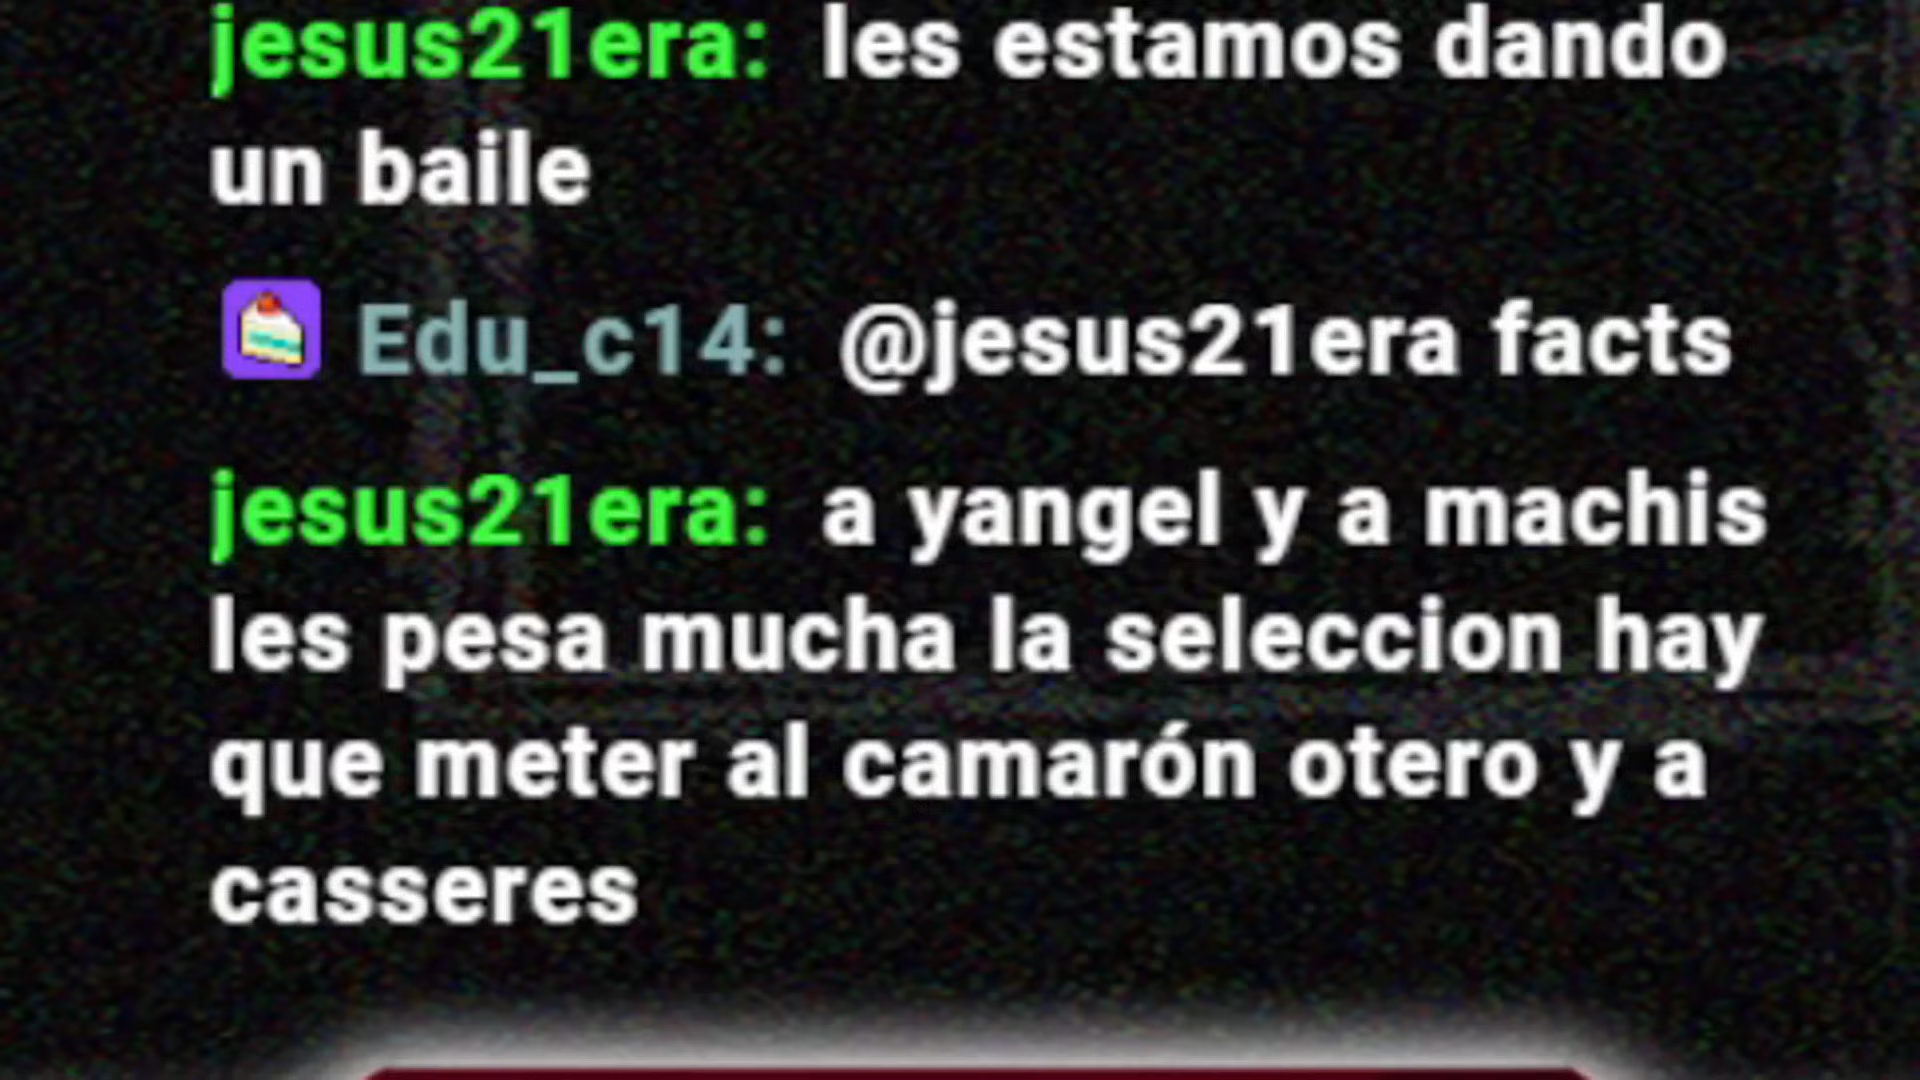 jesus21era: les estamos dando
un baile
Edu_c14: @jesus21era facts
jesus21era: a yangel y a machis
les pesa mucha la seleccion hay
que meter al camarón otero y a
casseres